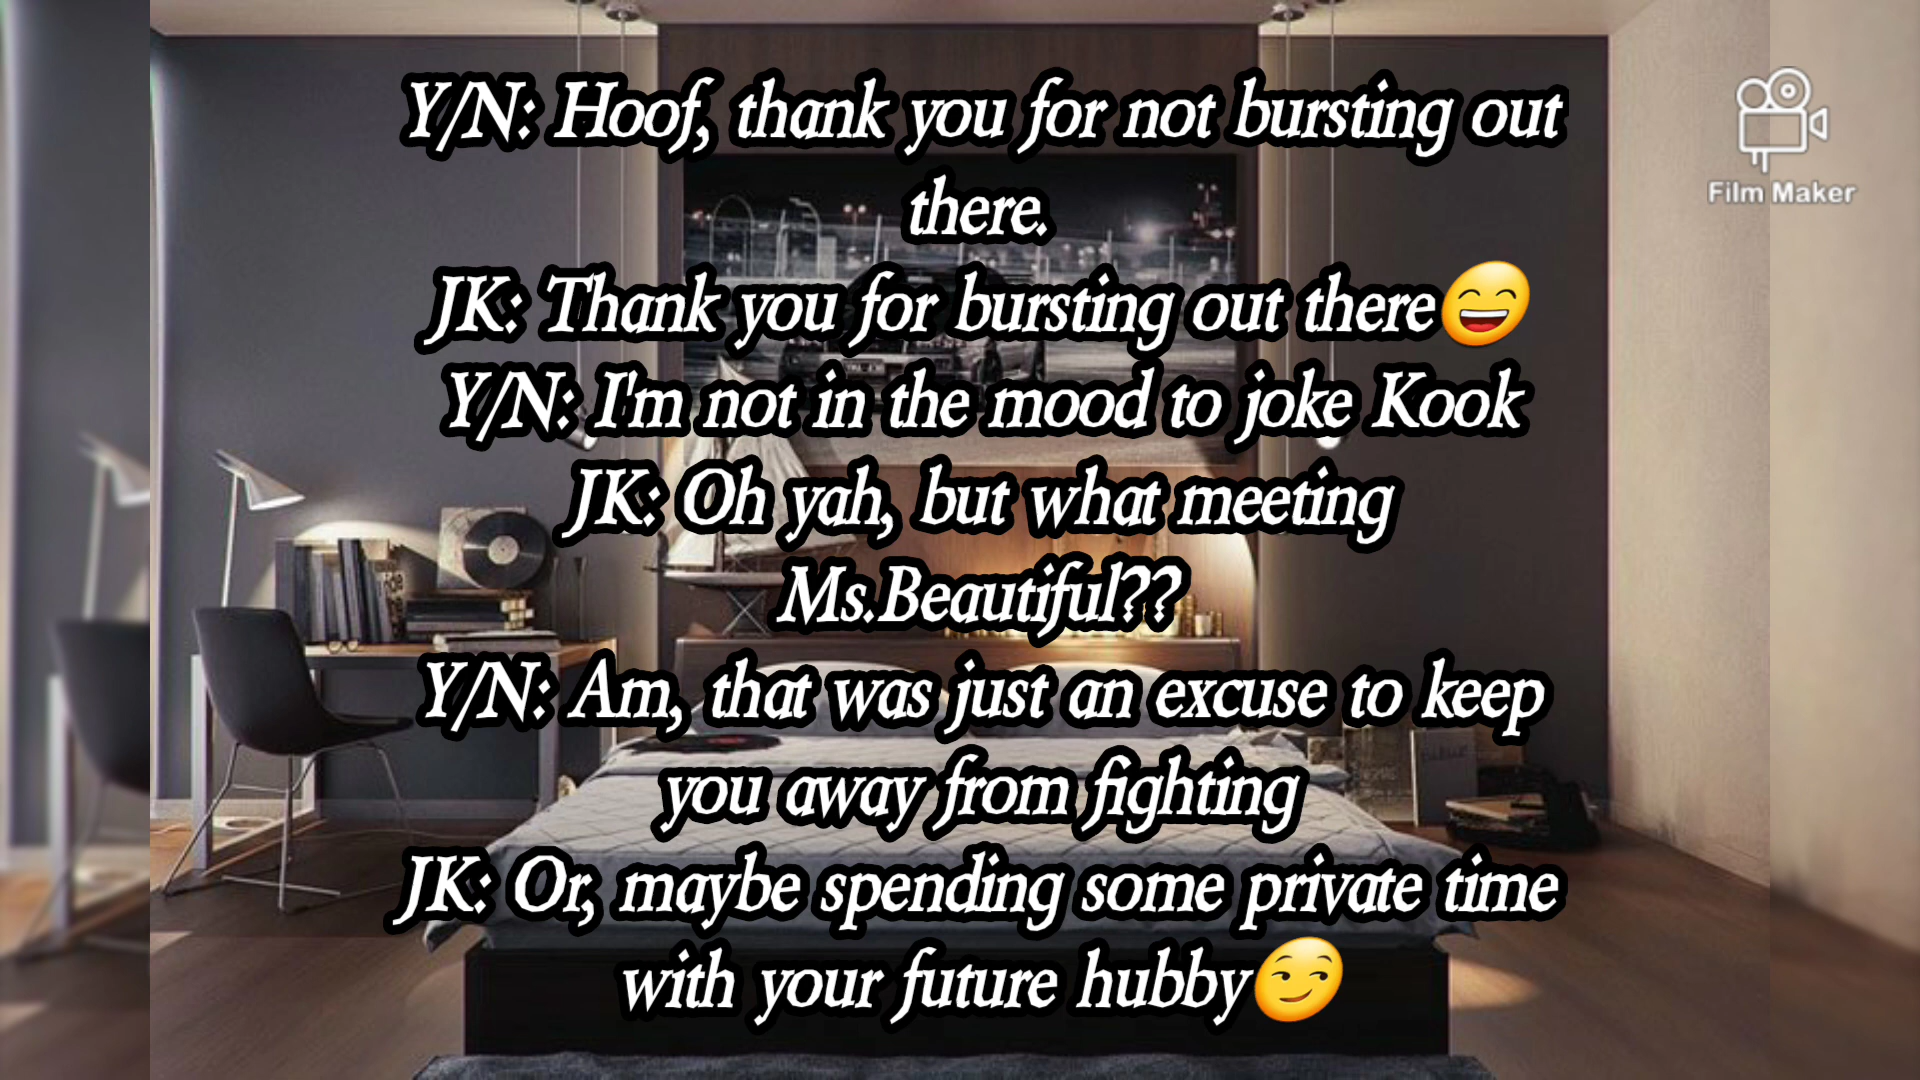 Y/N: Hoof, thank you for not bursting out
there.
JK: Thank you for bursting out there😄
Y/N: I'm not in the mood to joke Kook
JK: Oh yah, but what meeting
Ms.Beautiful??
Y/N: Am, that was just an excuse to keep
you away from fighting
JK: Or, maybe spending some private time
with your future hubby😏
Film Maker